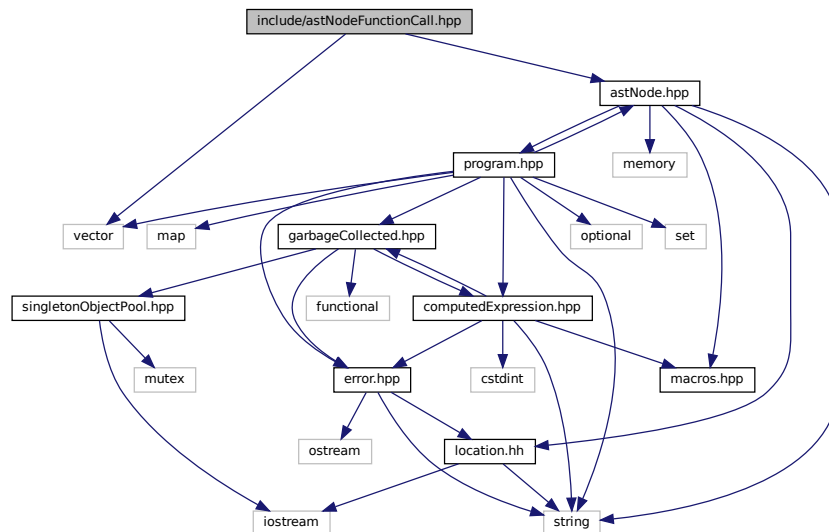 include/astNodeFunctionCall.hpp
astNode.hpp
program.hpp
memory
vector
map
garbageCollected.hpp
optional
set
singletonObjectPool.hpp
functional
computedExpression.hpp
mutex
error.hpp
cstdint
macros.hpp
ostream
location.hh
iostream
string